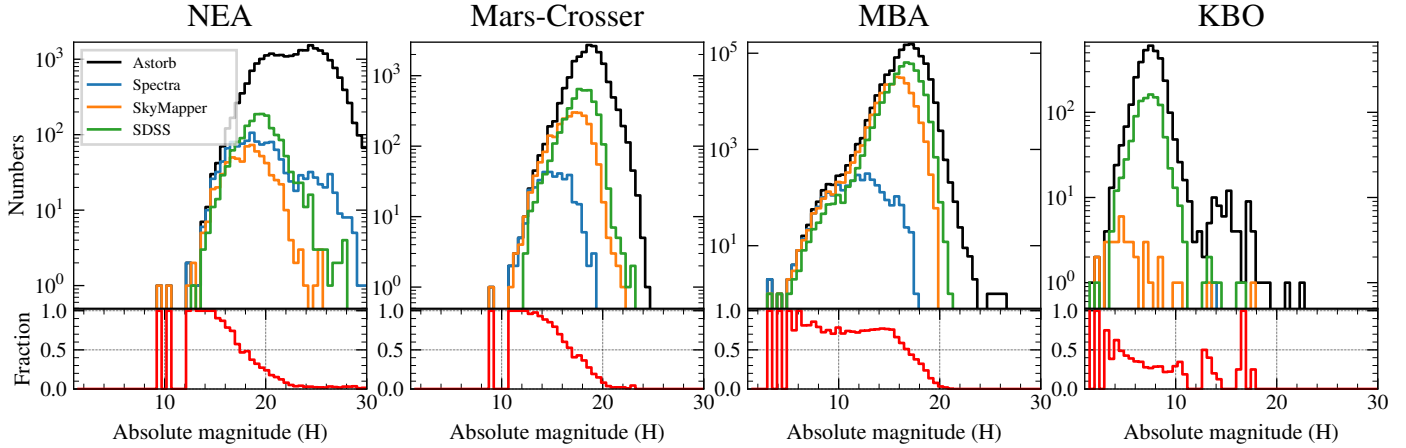 NEA Mars-Crosser MBA KBO
Astorb
Spectra
SkyMapper
SDSS
Numbers
10³ 10² 10¹ 10⁰
10³ 10² 10¹ 10⁰
10⁵ 10³ 10¹
10² 10¹ 10⁰
Fraction
1.0 0.5 0.0
1.0 0.5 0.0
1.0 0.5 0.0
1.0 0.5 0.0
10 20 30 10 20 30 10 20 30 10 20 30
Absolute magnitude (H) Absolute magnitude (H) Absolute magnitude (H) Absolute magnitude (H)